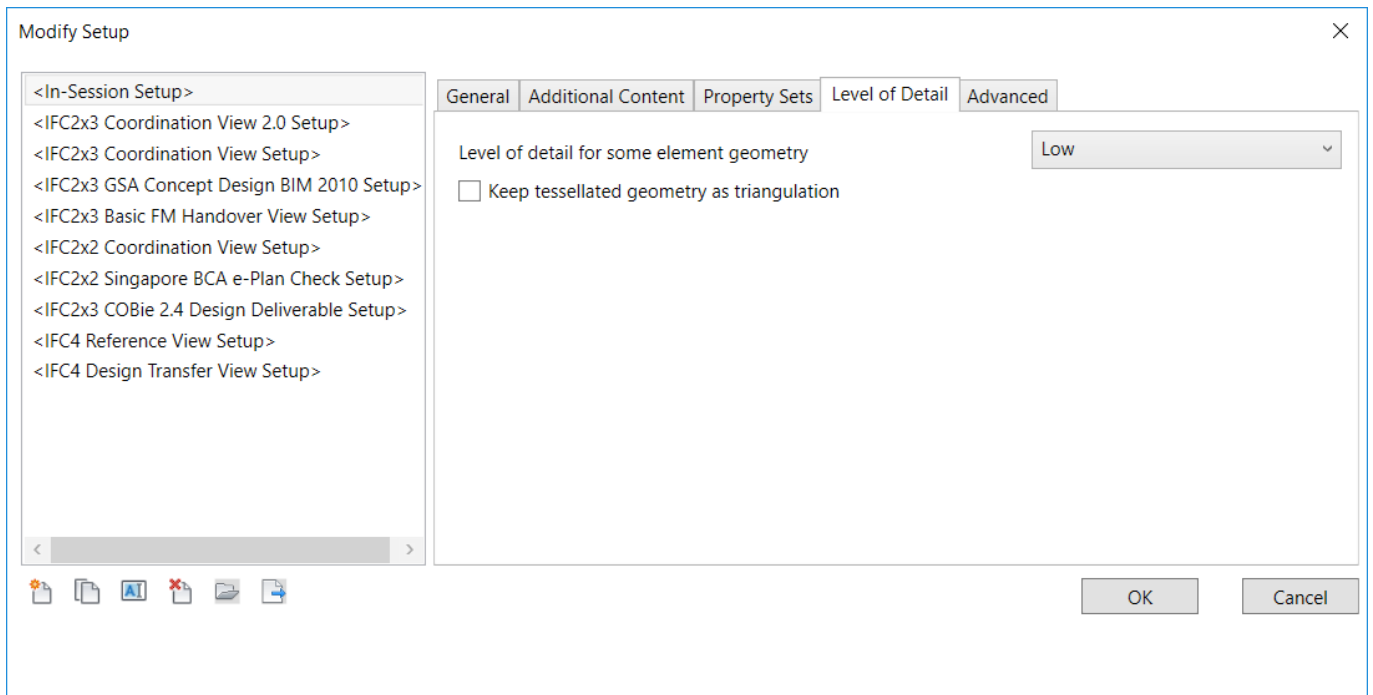 Modify Setup
<In-Session Setup>
<IFC2x3 Coordination View 2.0 Setup>
<IFC2x3 Coordination View Setup>
<IFC2x3 GSA Concept Design BIM 2010 Setup>
<IFC2x3 Basic FM Handover View Setup>
<IFC2x2 Coordination View Setup>
<IFC2x2 Singapore BCA e-Plan Check Setup>
<IFC2x3 COBie 2.4 Design Deliverable Setup>
<IFC4 Reference View Setup>
<IFC4 Design Transfer View Setup>
General Additional Content Property Sets Level of Detail Advanced
Level of detail for some element geometry Low
Keep tessellated geometry as triangulation
AI
OK Cancel